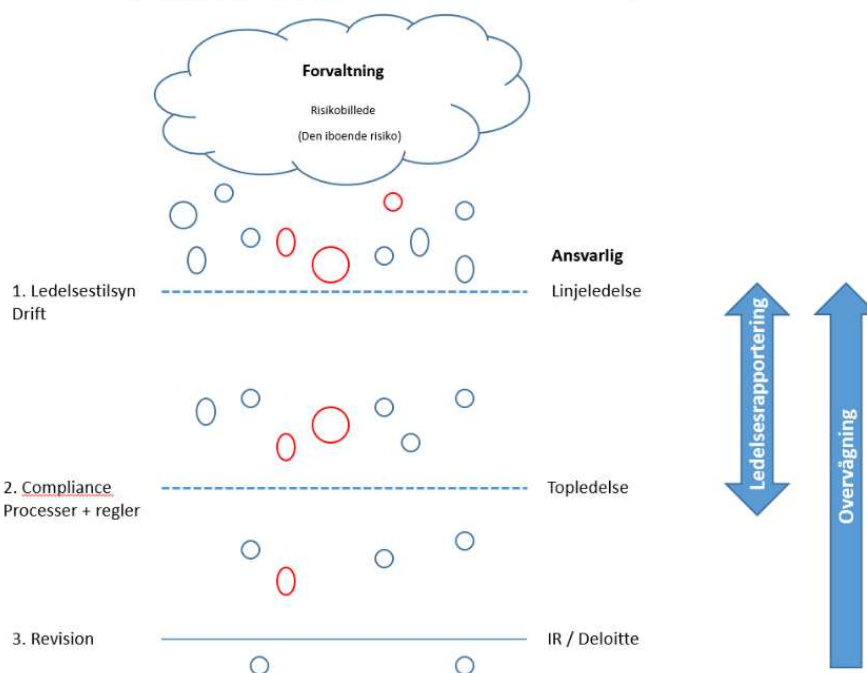 Forvaltning
Risikobillede
(Den iboende risiko)
Ansvarlig
1. Ledelsestilsyn
Drift
Linjeledelse
2. Compliance
Processer + regler
Topledelse
3. Revision
IR / Deloitte
Ledelsesrapportering
Overvågning